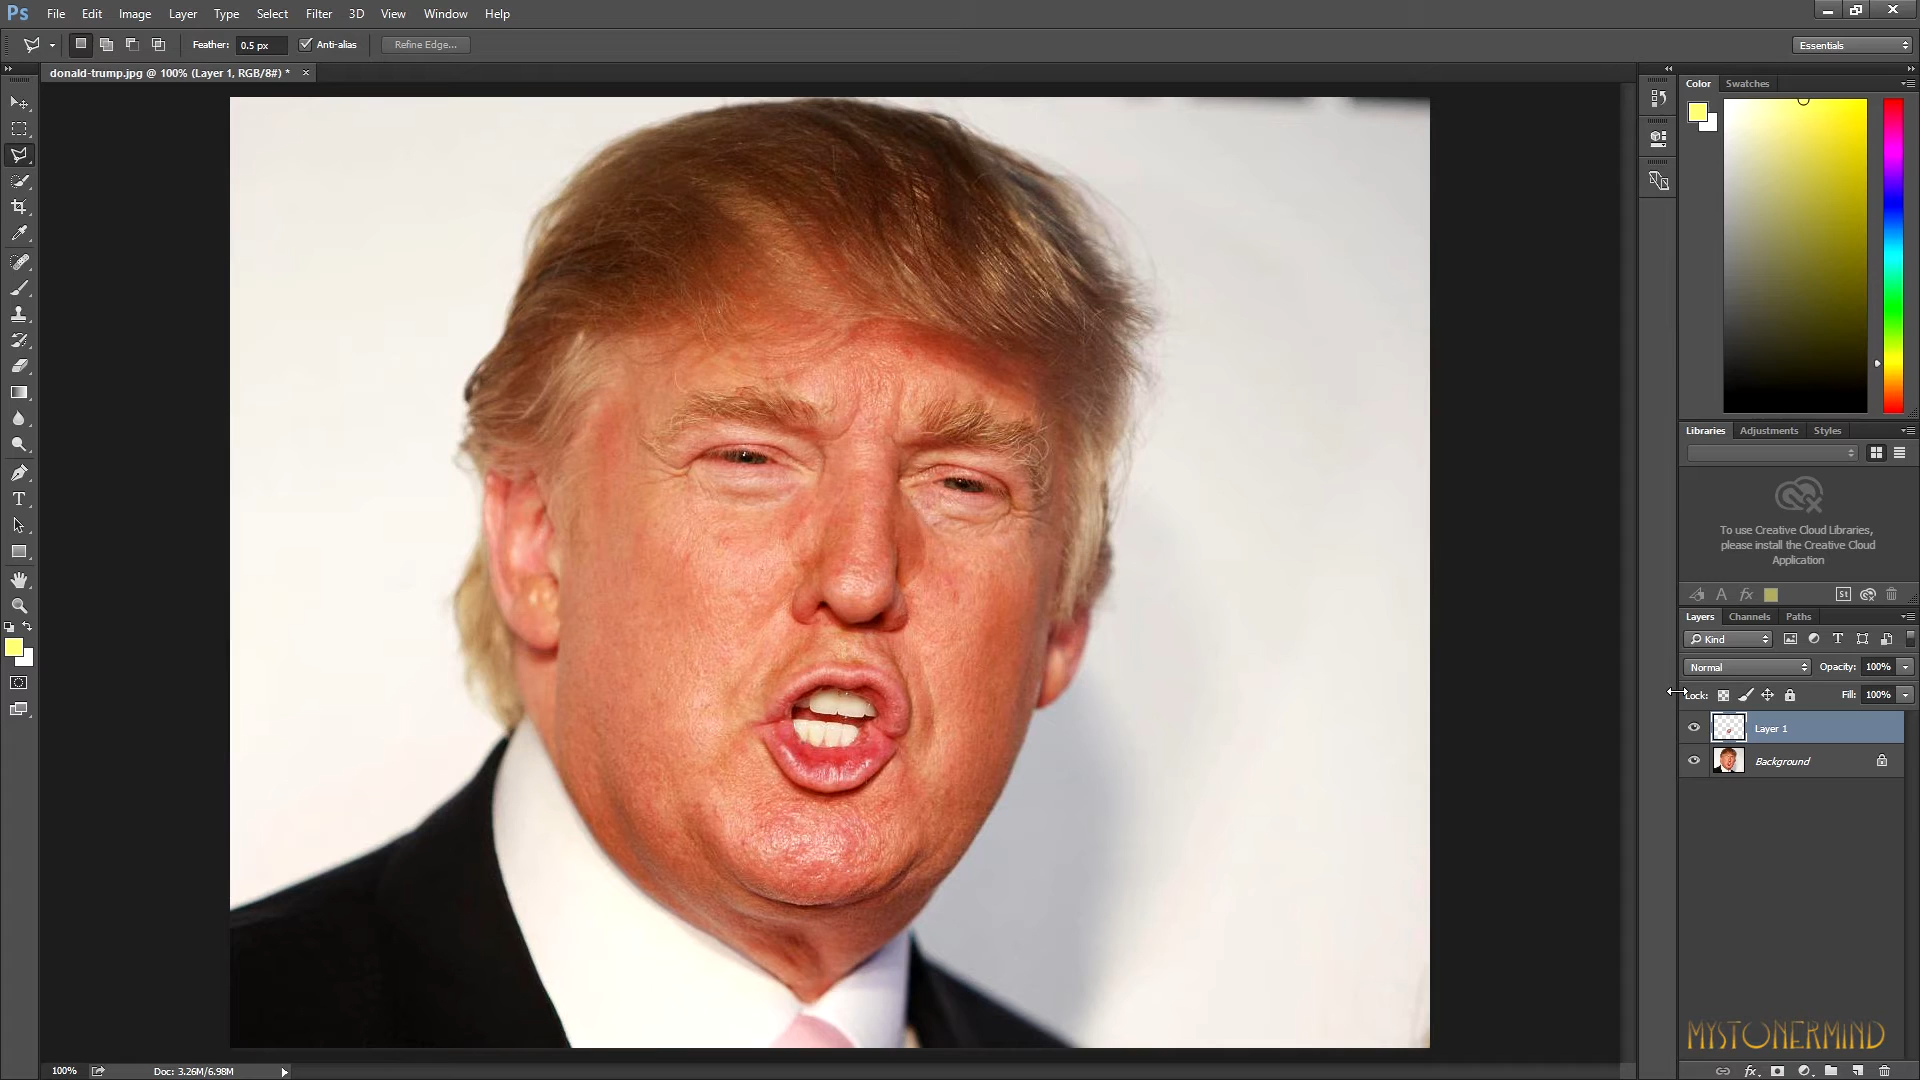 Ps File Edit Image Layer Type Select Filter 3D View Window Help
Feather: 0.5 px Anti-alias Refine Edge... Essentials
donald-trump.jpg @ 100% (Layer 1, RGB/8#) * ×
Color Swatches
Libraries Adjustments Styles
To use Creative Cloud Libraries,
please install the Creative Cloud
Application
A fx St
Layers Channels Paths
Kind T
Normal Opacity: 100%
Lock: Fill: 100%
Layer 1
Background
T
MYSTONERMIND
100% Doc: 3.26M/6.98M
fx